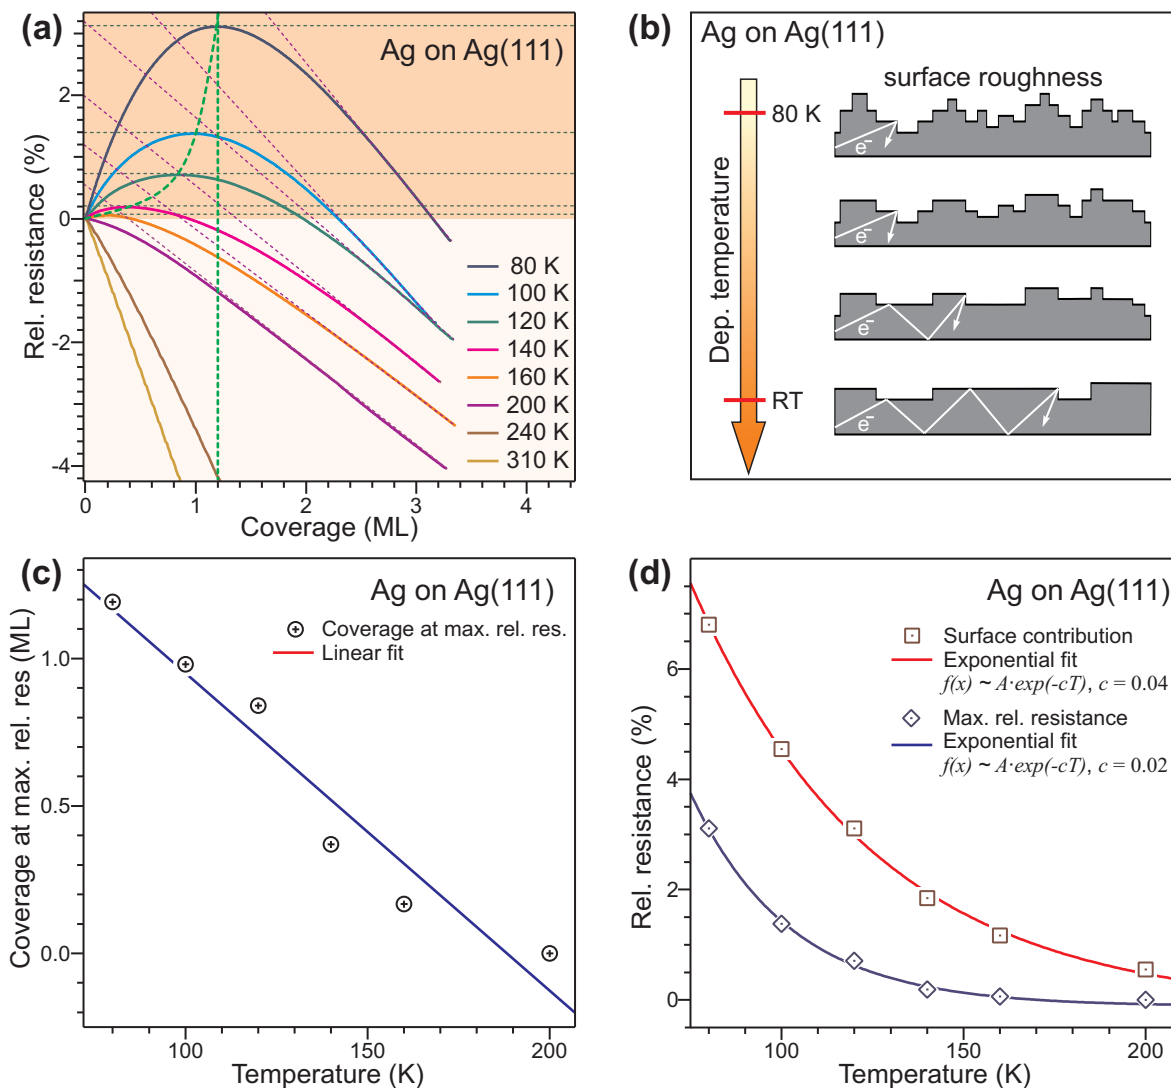 (a)
Ag on Ag(111)
Rel. resistance (%)
2
0
-2
-4
80 K
100 K
120 K
140 K
160 K
200 K
240 K
310 K
0
1
2
3
4
Coverage (ML)
(b)
Ag on Ag(111)
surface roughness
Dep. temperature
80 K
RT
e⁻
e⁻
e⁻
e⁻
(c)
Ag on Ag(111)
Coverage at max. rel. res.
Linear fit
Coverage at max. rel. res (ML)
1.0
0.5
0.0
100
150
200
Temperature (K)
(d)
Ag on Ag(111)
Surface contribution
Exponential fit
f(x) ~ A·exp(-cT), c = 0.04
Max. rel. resistance
Exponential fit
f(x) ~ A·exp(-cT), c = 0.02
Rel. resistance (%)
6
4
2
0
100
150
200
Temperature (K)